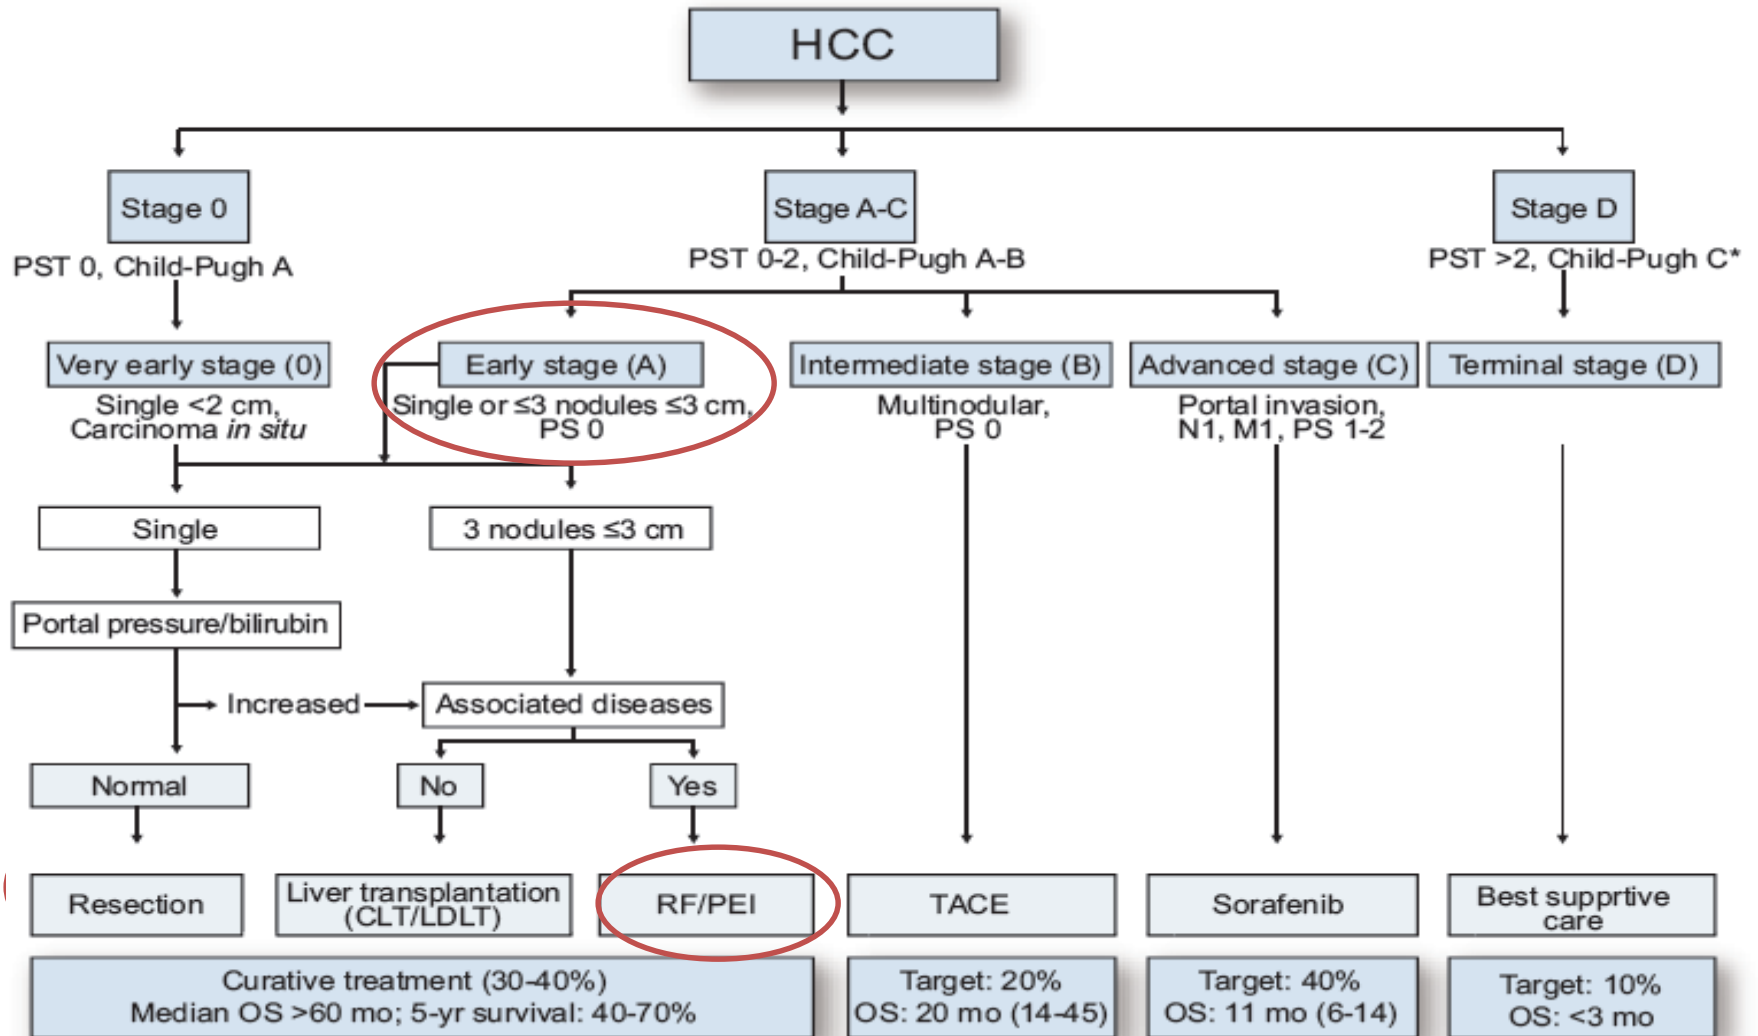 HCC
Stage 0
PST 0, Child-Pugh A
Stage A-C
PST 0-2, Child-Pugh A-B
Stage D
PST >2, Child-Pugh C*
Very early stage (0)
Single <2 cm,
Carcinoma in situ
Early stage (A)
Single or ≤3 nodules ≤3 cm,
PS 0
Intermediate stage (B)
Multinodular,
PS 0
Advanced stage (C)
Portal invasion,
N1, M1, PS 1-2
Terminal stage (D)
Single
3 nodules ≤3 cm
Portal pressure/bilirubin
Increased
Associated diseases
Normal
No
Yes
Resection
Liver transplantation
(CLT/LDLT)
RF/PEI
TACE
Sorafenib
Best supprtive
care
Curative treatment (30-40%)
Median OS >60 mo; 5-yr survival: 40-70%
Target: 20%
OS: 20 mo (14-45)
Target: 40%
OS: 11 mo (6-14)
Target: 10%
OS: <3 mo